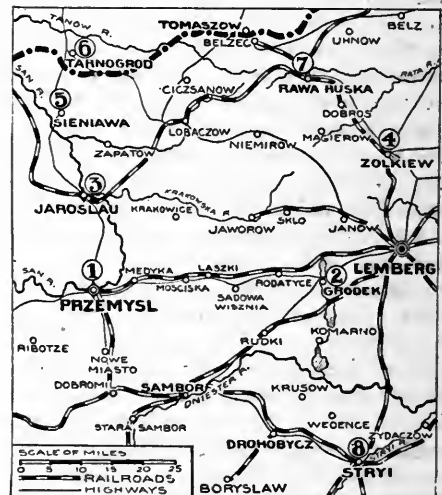 TANOW R.
TOMASZOW
BELZ
BELZEC
UHNOW
6
TARNOGROD
7
SAN R.
CICZSANOW
RAWA RUSKA
RATA R.
5
SIENIAWA
DOBROS
LOBACZOW
MAGIEROW
4
ZAPATOW
NIEMIROW
ZOLKIEW
3
JAROSLAU
KRAKOWSKA R.
KRAKOWICE
JAWOROW
SKLO
JANOW
LEMBERG
SAN R.
1
MEDYKA
LASZKI
2
PRZEMYSL
MOSCISKA
RODATYCE
GRODEK
SADOWA
WISZNIA
RIBOTZE
RUDKI
KOMARNO
NOWE
MIASTO
DOBROMIL
SAMBOR
DNIESTER R.
KRUSOW
STARA SAMBOR
WEDENCE
ZYDACZOW
DROHOBYCZ
8
STRYI R.
STRYI
BORYSLAW
SCALE OF MILES
0 5 10 15 20 25
RAILROADS
HIGHWAYS